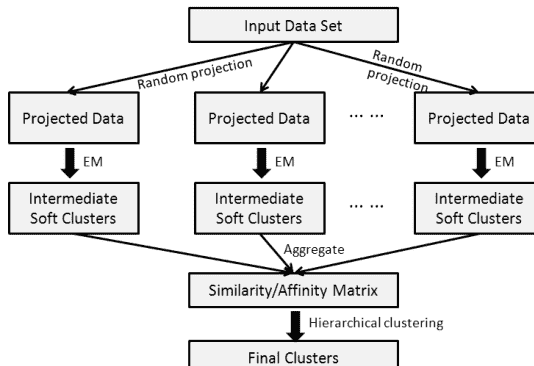 Input Data Set
Random projection
Random
projection
Projected Data
Projected Data
... ...
Projected Data
EM
EM
EM
Intermediate
Soft Clusters
Intermediate
Soft Clusters
... ...
Intermediate
Soft Clusters
Aggregate
Similarity/Affinity Matrix
Hierarchical clustering
Final Clusters